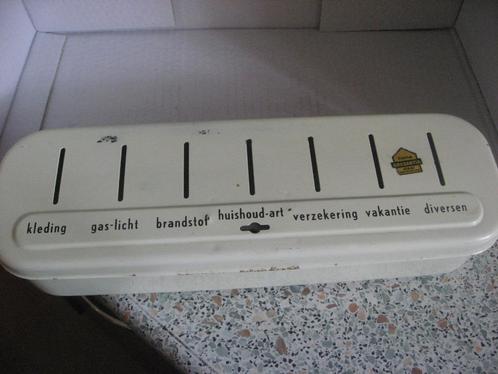 kleding gas-licht brandstof huishoud-art verzekering vakantie diversen